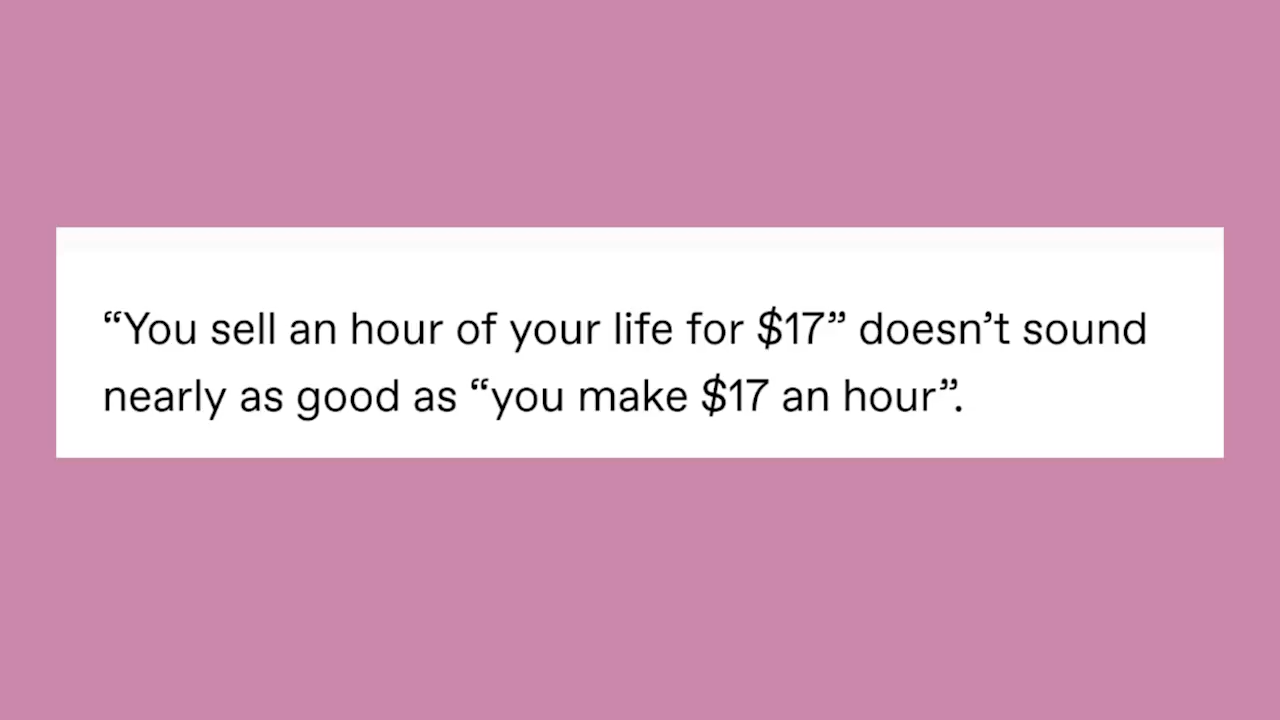 “You sell an hour of your life for $17” doesn’t sound
nearly as good as “you make $17 an hour”.